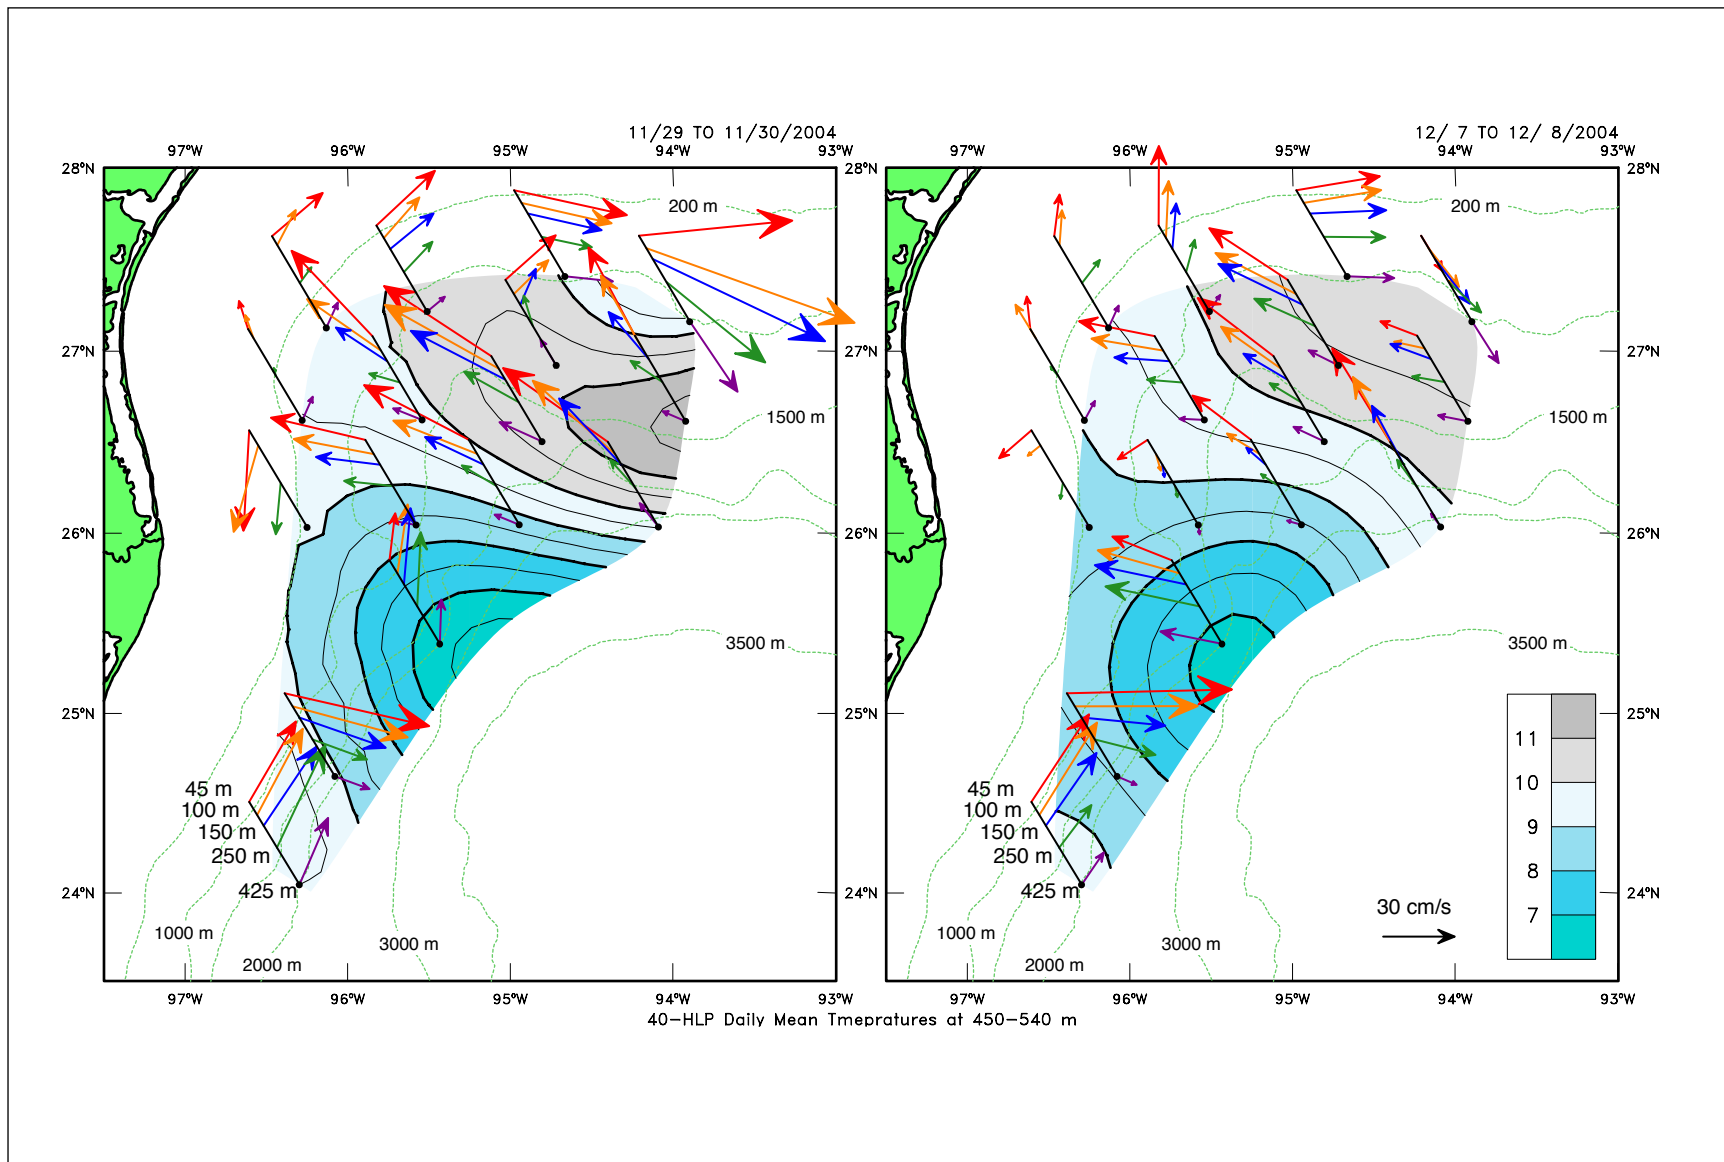 11/29 TO 11/30/2004
12/ 7 TO 12/ 8/2004
97°W 96°W 95°W 94°W 93°W
97°W 96°W 95°W 94°W 93°W
28°N
28°N
28°N
200 m
200 m
27°N
27°N
27°N
1500 m
1500 m
26°N
26°N
26°N
3500 m
3500 m
25°N
25°N
25°N
11
10
9
8
7
45 m
100 m
150 m
250 m
425 m
45 m
100 m
150 m
250 m
425 m
24°N
24°N
24°N
30 cm/s
1000 m
3000 m
2000 m
1000 m
3000 m
2000 m
97°W 96°W 95°W 94°W 93°W
97°W 96°W 95°W 94°W 93°W
40-HLP Daily Mean Tmepratures at 450-540 m